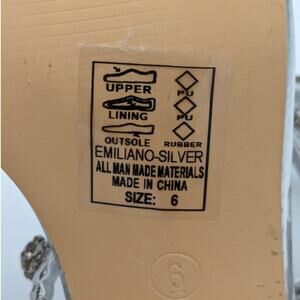 UPPER PU
LINING PU
OUTSOLE RUBBER
EMILIANO-SILVER
ALL MAN MADE MATERIALS
MADE IN CHINA
SIZE: 6
6